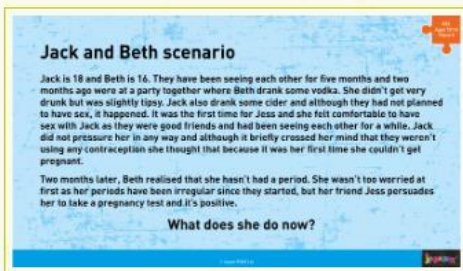 Jack and Beth scenario
Jack is 18 and Beth is 16. They have been seeing each other for five months and two
months ago were at a party together where Beth drank some vodka. She didn't get very
drunk but was slightly tipsy. Jack also drank some cider and although they had not planned
to have sex, it happened. It was the first time for Jess and she felt comfortable to have
sex with Jack as they were good friends and had been seeing each other for a while. Jack
did not pressure her in any way and although it briefly crossed her mind that they weren't
using any contraception she thought that because it was her first time she couldn't get
pregnant.
Two months later, Beth realised that she hasn't had a period. She wasn't too worried at
first as her periods have been irregular since they started, but her friend Jess persuades
her to take a pregnancy test and it's positive.
What does she do now?